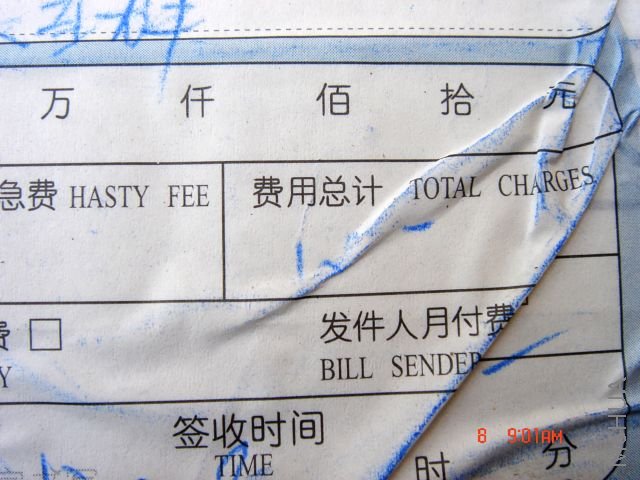 万 仟 佰 拾 元
急费 HASTY FEE 费用总计 TOTAL CHARGES
费 □ 发件人月付费
Y BILL SENDER
签收时间
TIME 时 分
8 9:01AM